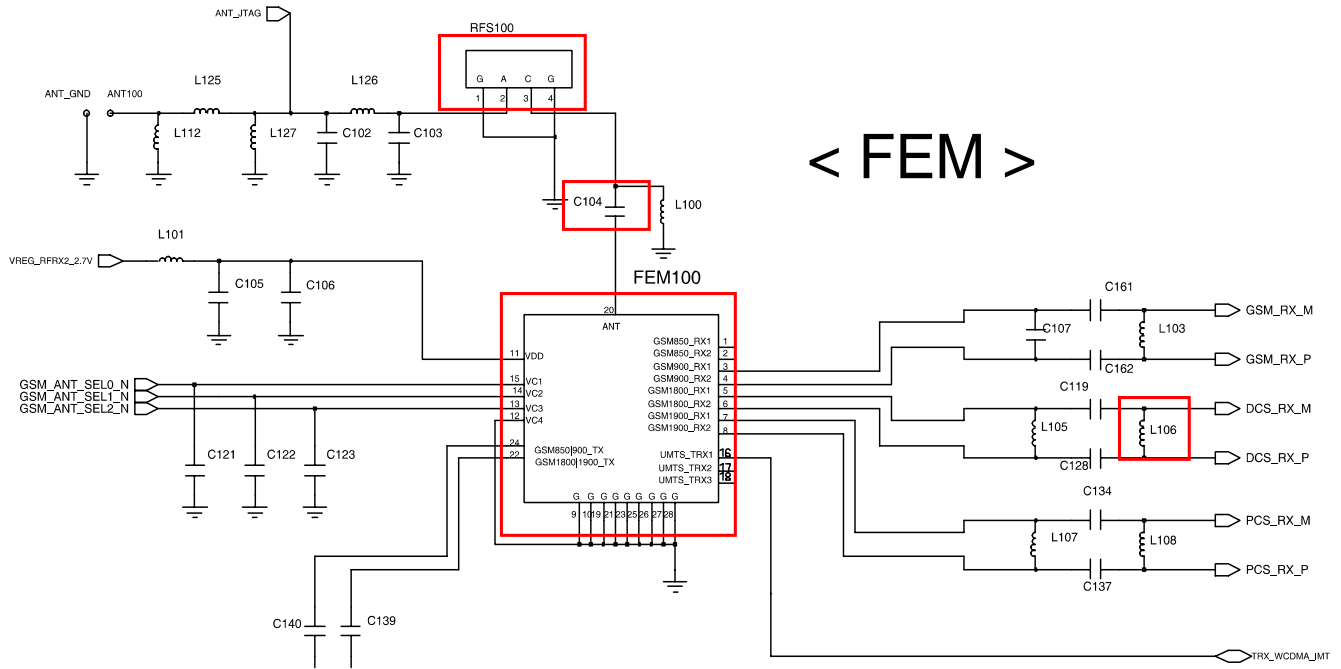 ANT_JTAG
RFS100
G A C G
1 2 3 4
L125
L126
ANT_GND
ANT100
L112
L127
C102
C103
< FEM >
C104
L100
L101
VREG_RFRX2_2.7V
C105
C106
FEM100
20
ANT
C161
GSM_RX_M
C107
L103
GSM_RX_P
C162
GSM850_RX1 1
GSM850_RX2 2
GSM900_RX1 3
GSM900_RX2 4
GSM1800_RX1 5
GSM1800_RX2 6
GSM1900_RX1 7
GSM1900_RX2 8
11 VDD
15 VC1
14 VC2
13 VC3
12 VC4
24 GSM850|900_TX
22 GSM1800|1900_TX
UMTS_TRX1 16
UMTS_TRX2 17
UMTS_TRX3 18
G G G G G G G G G
9 10 19 21 23 25 26 27 28
GSM_ANT_SEL0_N
GSM_ANT_SEL1_N
GSM_ANT_SEL2_N
C121
C122
C123
C119
DCS_RX_M
L105
L106
C128
DCS_RX_P
C134
PCS_RX_M
L107
L108
C137
PCS_RX_P
C140
C139
TRX_WCDMA_IMT